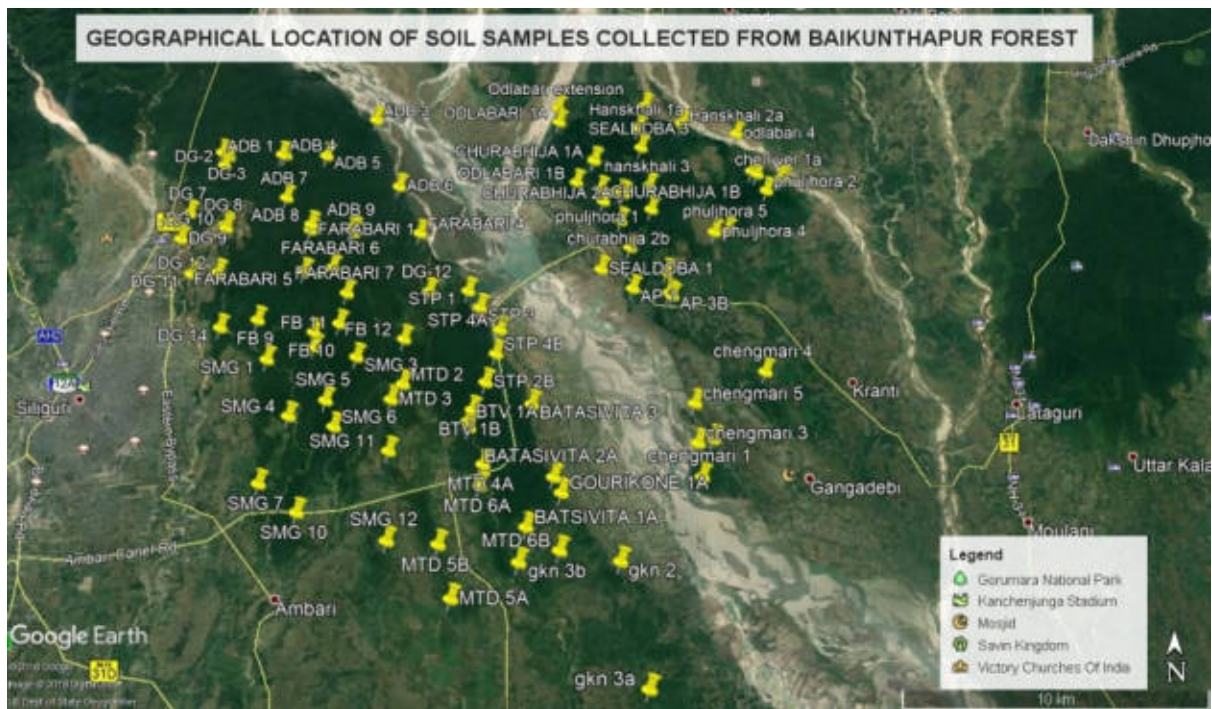 GEOGRAPHICAL LOCATION OF SOIL SAMPLES COLLECTED FROM BAIKUNTHAPUR FOREST
Odlabari extension
ADB 2
ODLABARI 1A
Hanskhali 1a
Hanskhali 2a
SEALDOBA 3
odlabari 4
Dakshin Dhupjhora
ADB 1
ADB 4
DG-2
ADB 5
DG-3
CHURABHIJA 1A
hanskhali 3
ODLABARI 1B
ADB 7
ADB 6
CHURABHIJA 1B
phuljhora 2
DG 7
DG 8
ADB 8
ADB 9
FARABARI 1
FARABARI 4
phuljhora 1
phuljhora 5
phuljhora 4
DG-9
FARABARI 6
churabhija 2b
DG-12
DG 11
FARABARI 5
FARABARI 7
DG-12
SEALDOBA 1
STP 1
AP-3B
DG 14
FB 9
FB 11
FB 12
STP 4A
STP 3
FB 10
STP 4B
SMG 1
SMG 3
chengmari 4
SMG 5
MTD 2
STP 2B
Kranti
Siliguri
SMG 4
MTD 3
chengmari 5
SMG 6
BTV 1A
BATASIVITA 3
Lataguri
SMG 11
BTV 1B
chengmari 3
BATASIVITA 2A
chengmari 1
Uttar Kala
MTD 4A
GOURIKONE 1A
Gangadebi
SMG 7
MTD 6A
SMG 10
SMG 12
BATSIVITA 1A
Moulani
MTD 6B
MTD 5B
gkn 3b
gkn 2
Ambari
MTD 5A
gkn 3a
Legend
Gorumara National Park
Kanchenjunga Stadium
Mosjid
Savin Kingdom
Victory Churches Of India
Google Earth
N
10 km
31D